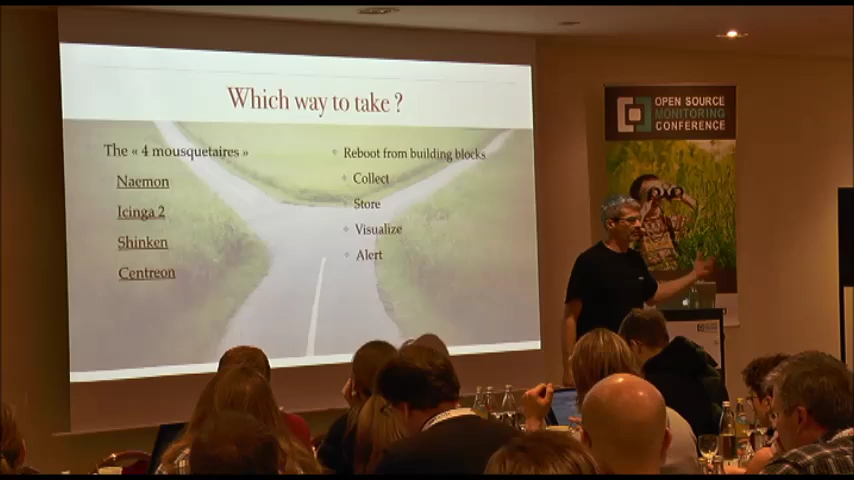 Which way to take ?
The « 4 mousquetaires »
Naemon
Icinga 2
Shinken
Centreon
Reboot from building blocks
Collect
Store
Visualize
Alert
OPEN SOURCE
MONITORING
CONFERENCE